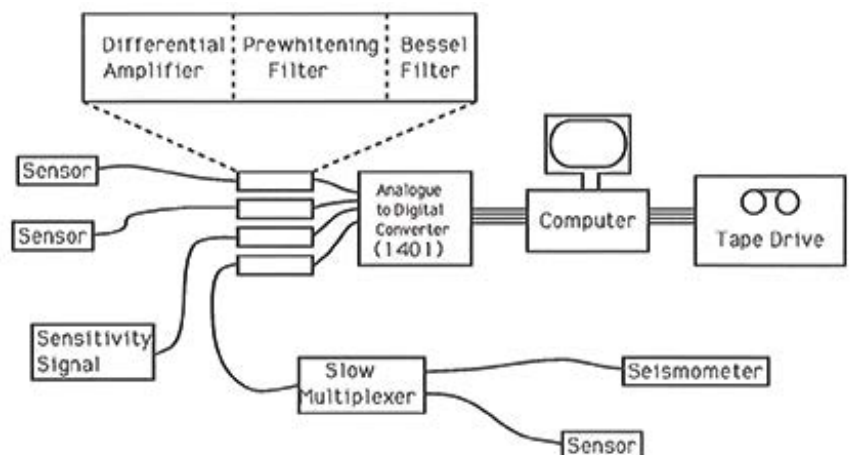 Differential
Amplifier
Prewhitening
Filter
Bessel
Filter
Sensor
Sensor
Analogue
to Digital
Converter
(1401)
Computer
Tape Drive
Sensitivity
Signal
Slow
Multiplexer
Seismometer
Sensor